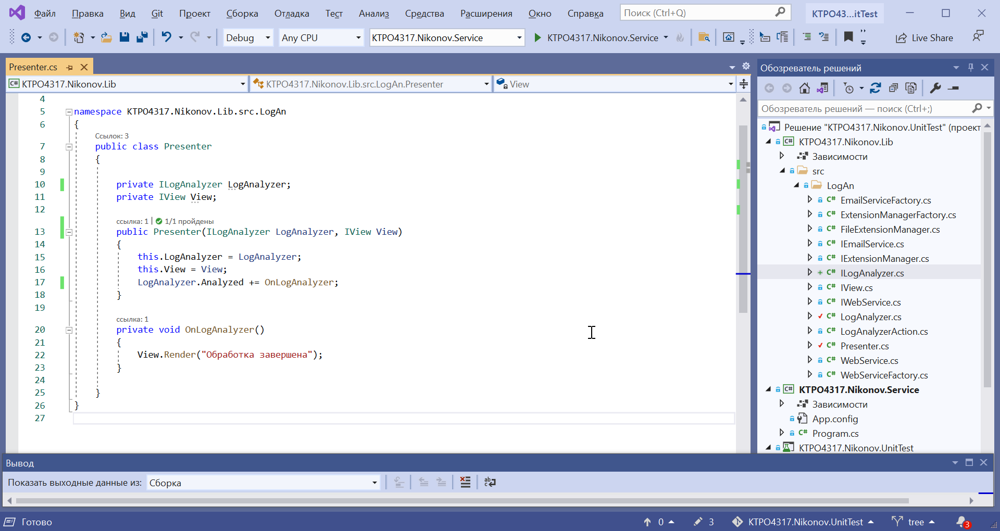 Файл Правка Вид Git Проект Сборка Отладка Тест Анализ Средства Расширения Окно Справка Поиск (Ctrl+Q) КТРО43...itTest
Debug Any CPU KTPO4317.Nikonov.Service KTPO4317.Nikonov.Service Live Share
Presenter.cs
C# KTPO4317.Nikonov.Lib KTPO4317.Nikonov.Lib.src.LogAn.Presenter View
4
5 namespace KTPO4317.Nikonov.Lib.src.LogAn
6 {
Ссылок: 3
7 public class Presenter
8 {
9
10 private ILogAnalyzer LogAnalyzer;
11 private IView View;
12
ссылка: 1 | 1/1 пройдены
13 public Presenter(ILogAnalyzer LogAnalyzer, IView View)
14 {
15 this.LogAnalyzer = LogAnalyzer;
16 this.View = View;
17 LogAnalyzer.Analyzed += OnLogAnalyzer;
18 }
19
ссылка: 1
20 private void OnLogAnalyzer()
21 {
22 View.Render("Обработка завершена");
23 }
24
25 }
26 }
27
Обозреватель решений
Обозреватель решений — поиск (Ctrl+;)
Решение "KTPO4317.Nikonov.UnitTest" (проект
C# KTPO4317.Nikonov.Lib
Зависимости
src
LogAn
C# EmailServiceFactory.cs
C# ExtensionManagerFactory.cs
C# FileExtensionManager.cs
C# IEmailService.cs
C# IExtensionManager.cs
C# ILogAnalyzer.cs
C# IView.cs
C# IWebService.cs
C# LogAnalyzer.cs
C# LogAnalyzerAction.cs
C# Presenter.cs
C# WebService.cs
C# WebServiceFactory.cs
C# KTPO4317.Nikonov.Service
Зависимости
App.config
C# Program.cs
KTPO4317.Nikonov.UnitTest
Вывод
Показать выходные данные из: Сборка
Готово 0 3 KTPO4317.Nikonov.UnitTest tree 3